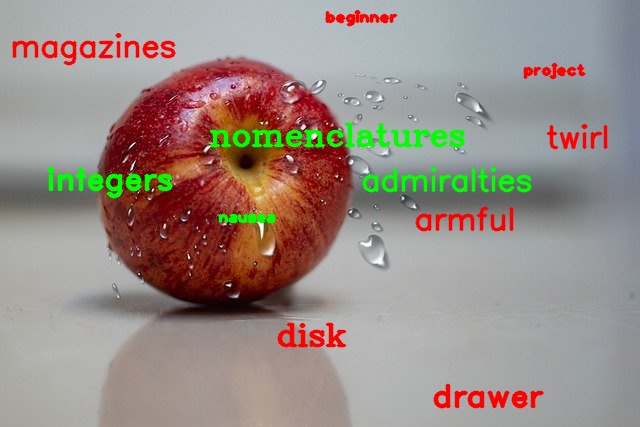 beginner
magazines
project
nomenclatures
twirl
integers
admiralties
nausea
armful
disk
drawer